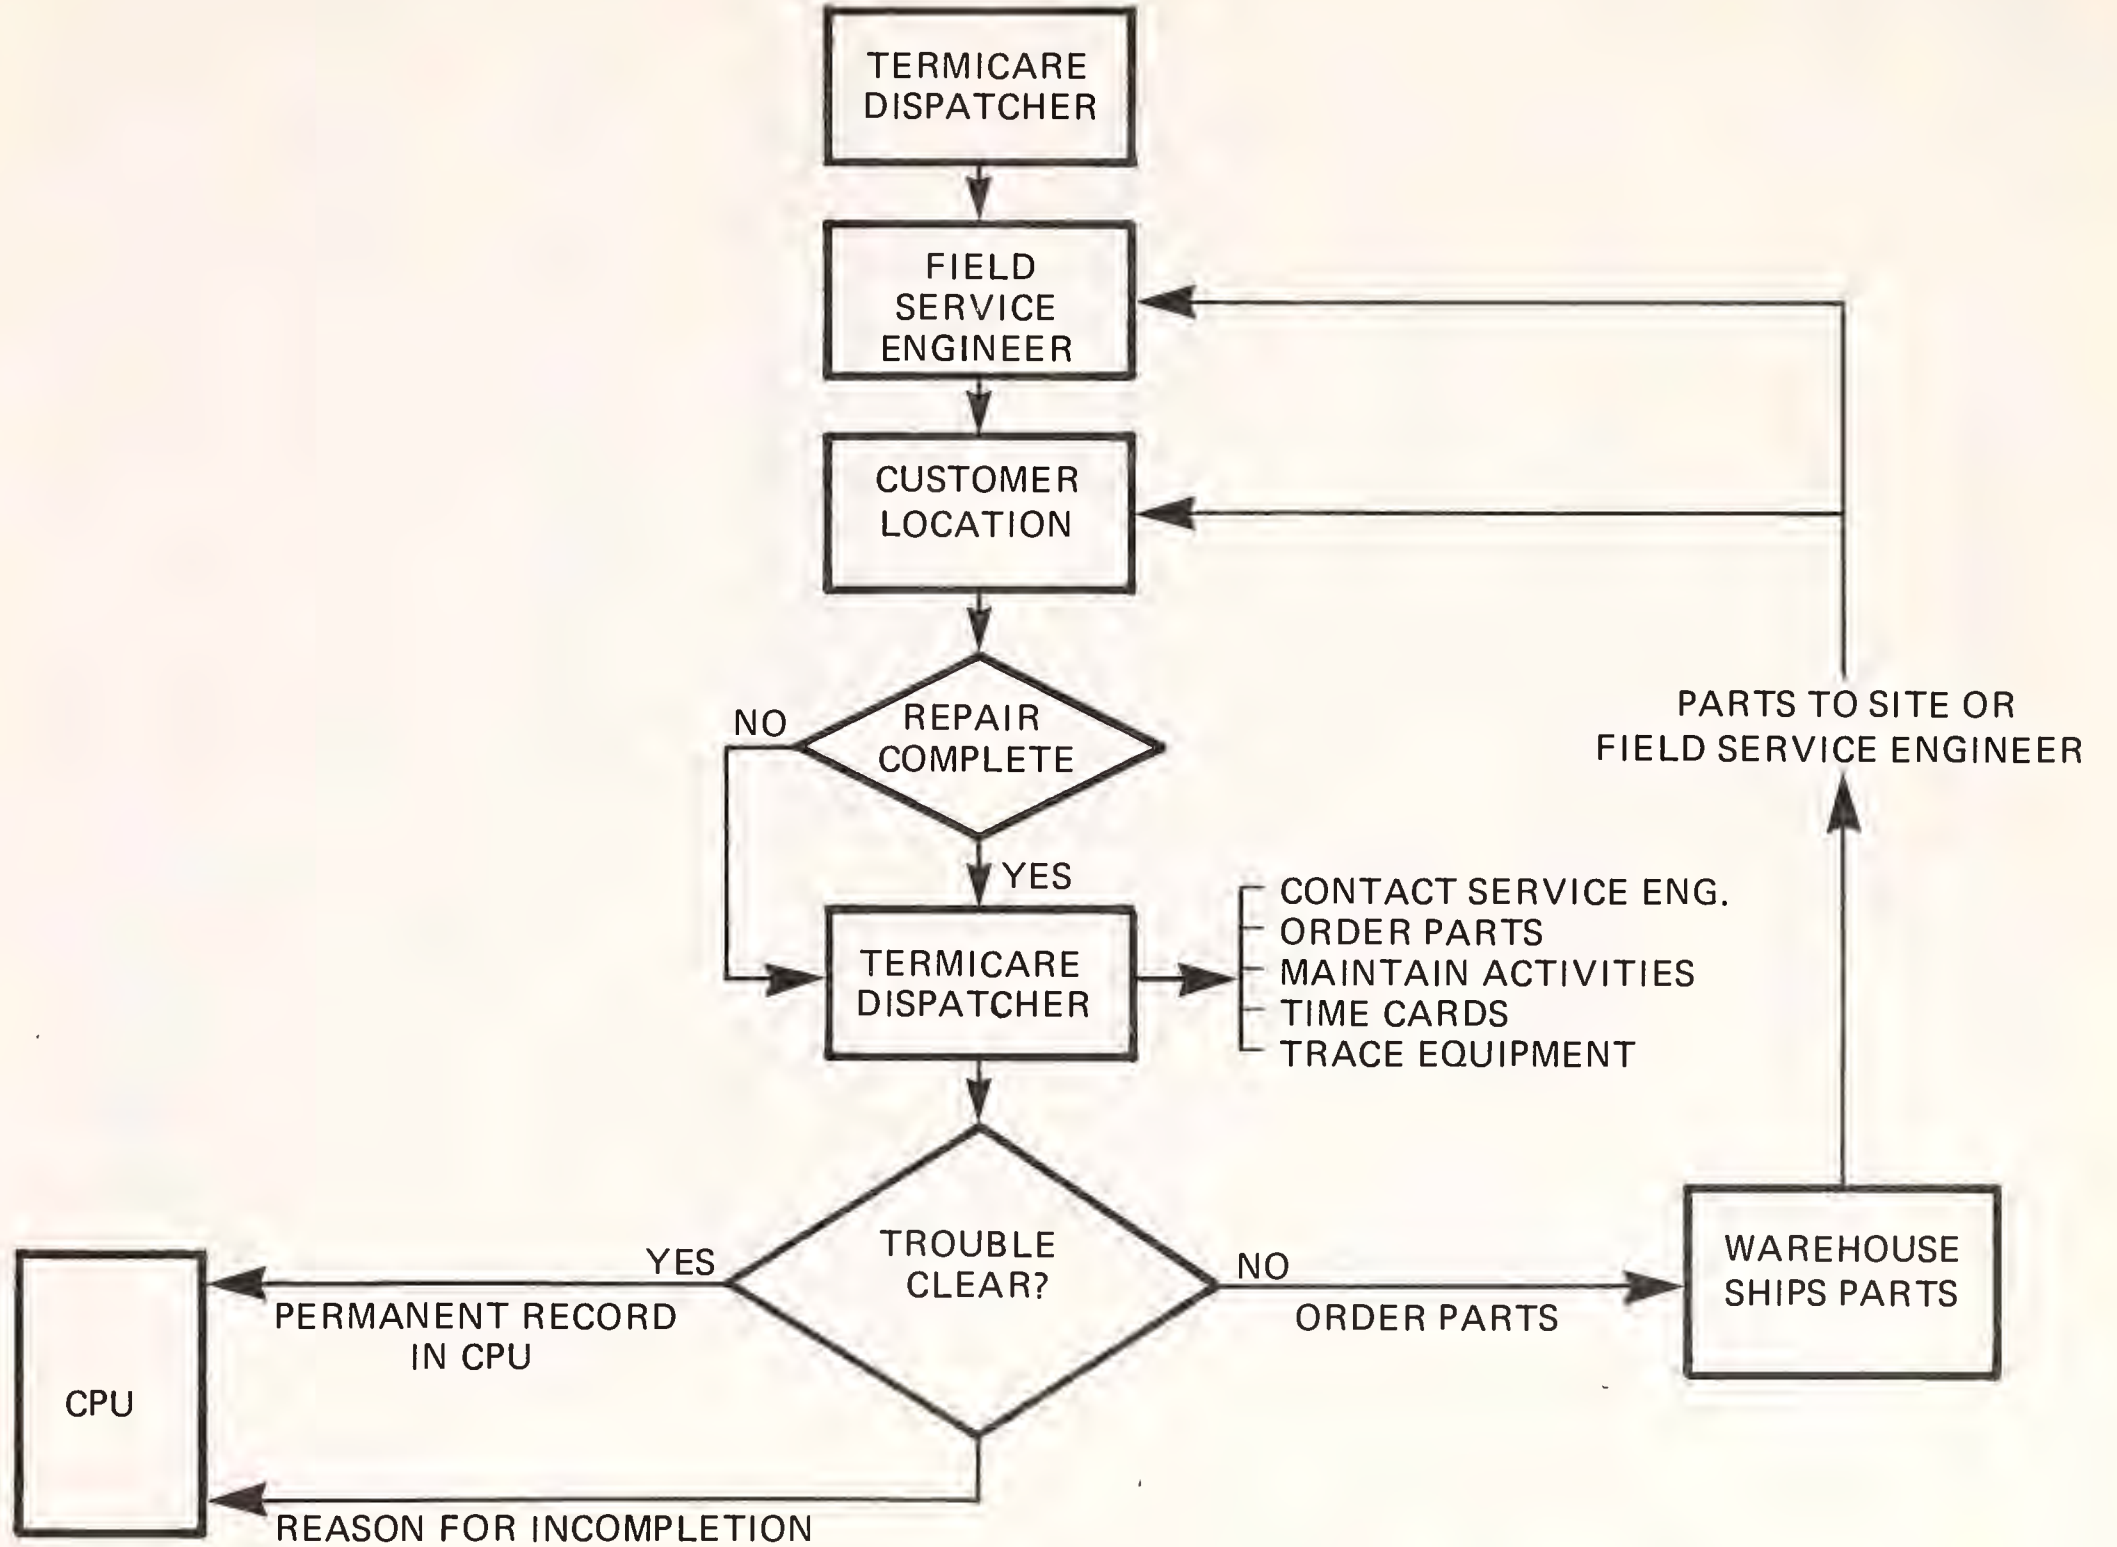 TERMICARE
DISPATCHER
FIELD
SERVICE
ENGINEER
CUSTOMER
LOCATION
NO
REPAIR
COMPLETE
PARTS TO SITE OR
FIELD SERVICE ENGINEER
YES
TERMICARE
DISPATCHER
CONTACT SERVICE ENG.
ORDER PARTS
MAINTAIN ACTIVITIES
TIME CARDS
TRACE EQUIPMENT
TROUBLE
CLEAR?
YES
PERMANENT RECORD
IN CPU
NO
ORDER PARTS
WAREHOUSE
SHIPS PARTS
CPU
REASON FOR INCOMPLETION